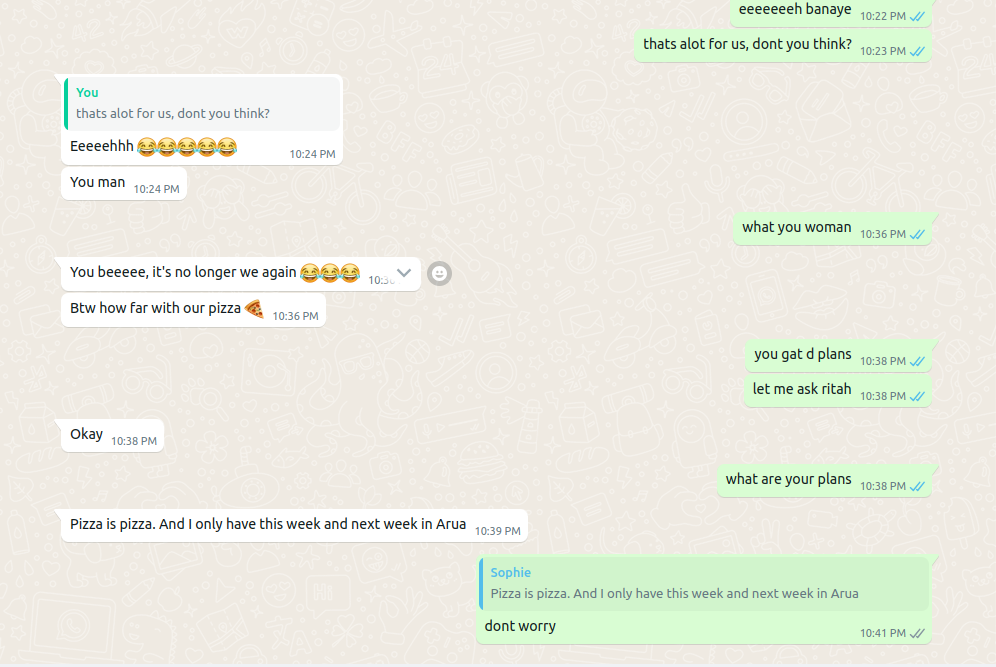 eeeeeeh banaye 10:22 PM
thats alot for us, dont you think? 10:23 PM
You
thats alot for us, dont you think?
Eeeeehhh 😂😂😂😂😂 10:24 PM
You man 10:24 PM
what you woman 10:36 PM
You beeeee, it's no longer we again 😂😂😂
Btw how far with our pizza 🍕 10:36 PM
you gat d plans 10:38 PM
let me ask ritah 10:38 PM
Okay 10:38 PM
what are your plans 10:38 PM
Pizza is pizza. And I only have this week and next week in Arua 10:39 PM
Sophie
Pizza is pizza. And I only have this week and next week in Arua
dont worry 10:41 PM